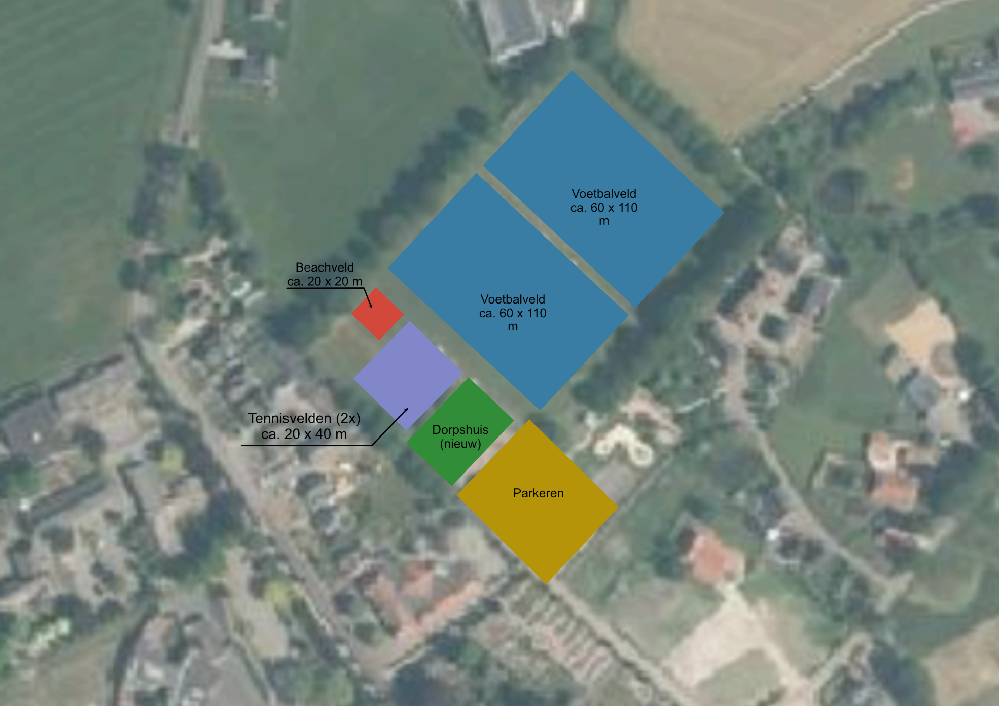 Voetbalveld
ca. 60 x 110
m
Beachveld
ca. 20 x 20 m
Voetbalveld
ca. 60 x 110
m
Tennisvelden (2x)
ca. 20 x 40 m
Dorpshuis
(nieuw)
Parkeren